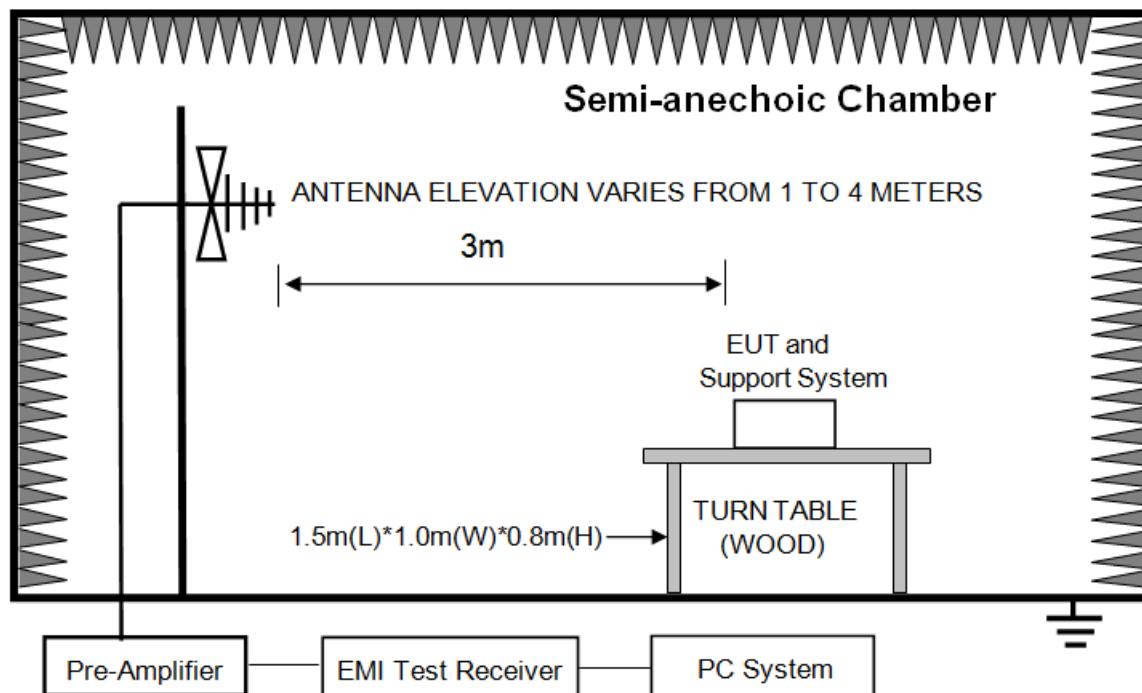 Semi-anechoic Chamber
ANTENNA ELEVATION VARIES FROM 1 TO 4 METERS
3m
EUT and
Support System
1.5m(L)*1.0m(W)*0.8m(H)
TURN TABLE
(WOOD)
Pre-Amplifier
EMI Test Receiver
PC System